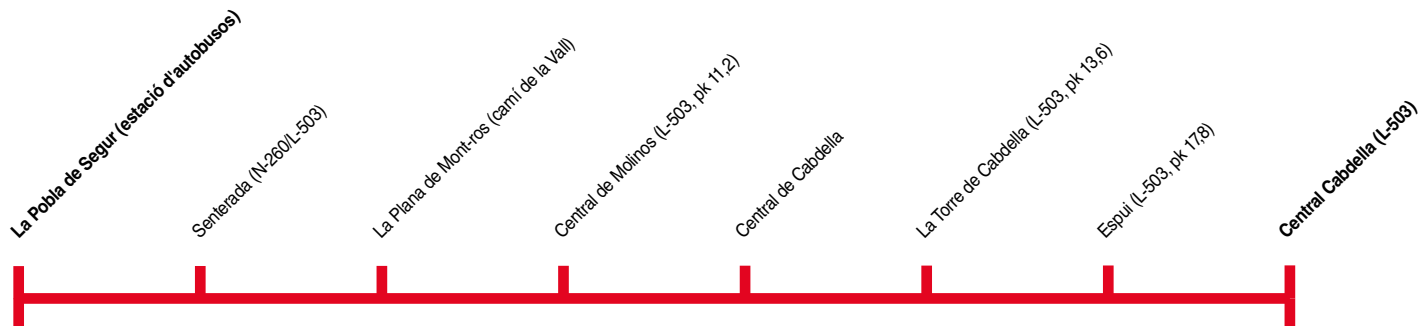 La Pobla de Segur (estació d'autobusos)
Senterada (N-260/L-503)
La Plana de Mont-ros (camí de la Vall)
Central de Molinos (L-503, pk 11,2)
Central de Cabdella
La Torre de Cabdella (L-503, pk 13,6)
Espui (L-503, pk 17,8)
Central Cabdella (L-503)